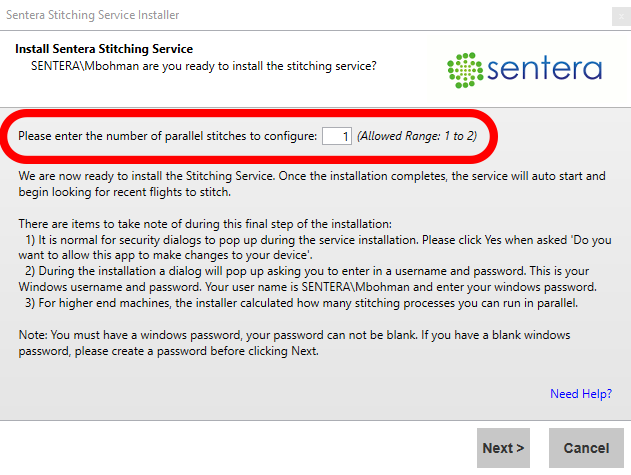 Sentera Stitching Service Installer
Install Sentera Stitching Service
SENTERA\Mbohman are you ready to install the stitching service?
sentera
Please enter the number of parallel stitches to configure: 1 (Allowed Range: 1 to 2)
We are now ready to install the Stitching Service. Once the installation completes, the service will auto start and
begin looking for recent flights to stitch.
There are items to take note of during this final step of the installation:
1) It is normal for security dialogs to pop up during the service installation. Please click Yes when asked 'Do you
want to allow this app to make changes to your device'.
2) During the installation a dialog will pop up asking you to enter in a username and password. This is your
Windows username and password. Your user name is SENTERA\Mbohman and enter your windows password.
3) For higher end machines, the installer calculated how many stitching processes you can run in parallel.
Note: You must have a windows password, your password can not be blank. If you have a blank windows
password, please create a password before clicking Next.
Need Help?
Next > Cancel